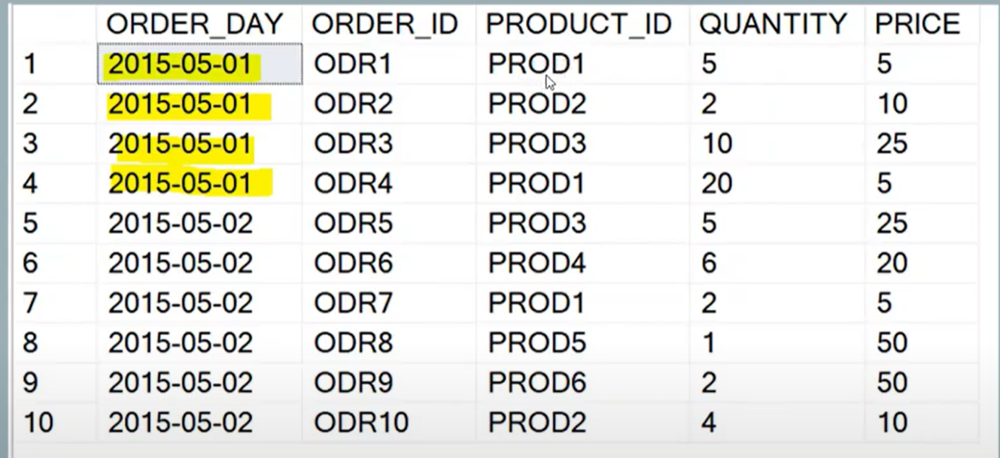 ORDER_DAY ORDER_ID PRODUCT_ID QUANTITY PRICE
1 2015-05-01 ODR1 PROD1 5 5
2 2015-05-01 ODR2 PROD2 2 10
3 2015-05-01 ODR3 PROD3 10 25
4 2015-05-01 ODR4 PROD1 20 5
5 2015-05-02 ODR5 PROD3 5 25
6 2015-05-02 ODR6 PROD4 6 20
7 2015-05-02 ODR7 PROD1 2 5
8 2015-05-02 ODR8 PROD5 1 50
9 2015-05-02 ODR9 PROD6 2 50
10 2015-05-02 ODR10 PROD2 4 10